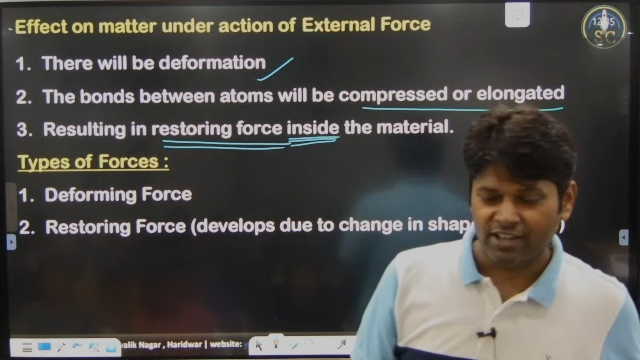 Effect on matter under action of External Force
1. There will be deformation
2. The bonds between atoms will be compressed or elongated
3. Resulting in restoring force inside the material.
Types of Forces :
1. Deforming Force
2. Restoring Force (develops due to change in )
Nagar , Haridwar | website:
SC